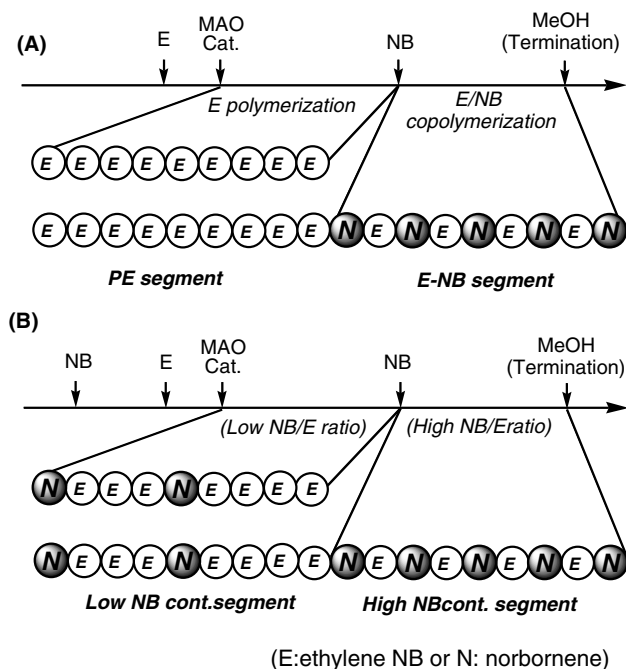 (A)
E MAO NB MeOH
Cat. (Termination)
E polymerization E/NB
copolymerization
E E E E E E E E E
E E E E E E E E E N E N E N E N E N
PE segment E-NB segment
(B)
NB E MAO NB MeOH
Cat. (Termination)
(Low NB/E ratio) (High NB/Eratio)
N E E E N E E E E
N E E E N E E E E N E N E N E N E N
Low NB cont.segment High NBcont. segment
(E:ethylene NB or N: norbornene)